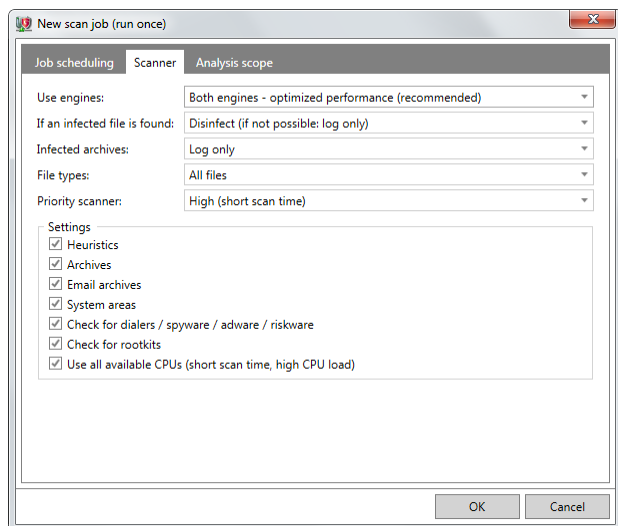 New scan job (run once)
Job scheduling Scanner Analysis scope
Use engines: Both engines - optimized performance (recommended)
If an infected file is found: Disinfect (if not possible: log only)
Infected archives: Log only
File types: All files
Priority scanner: High (short scan time)
Settings
Heuristics
Archives
Email archives
System areas
Check for dialers / spyware / adware / riskware
Check for rootkits
Use all available CPUs (short scan time, high CPU load)
OK Cancel